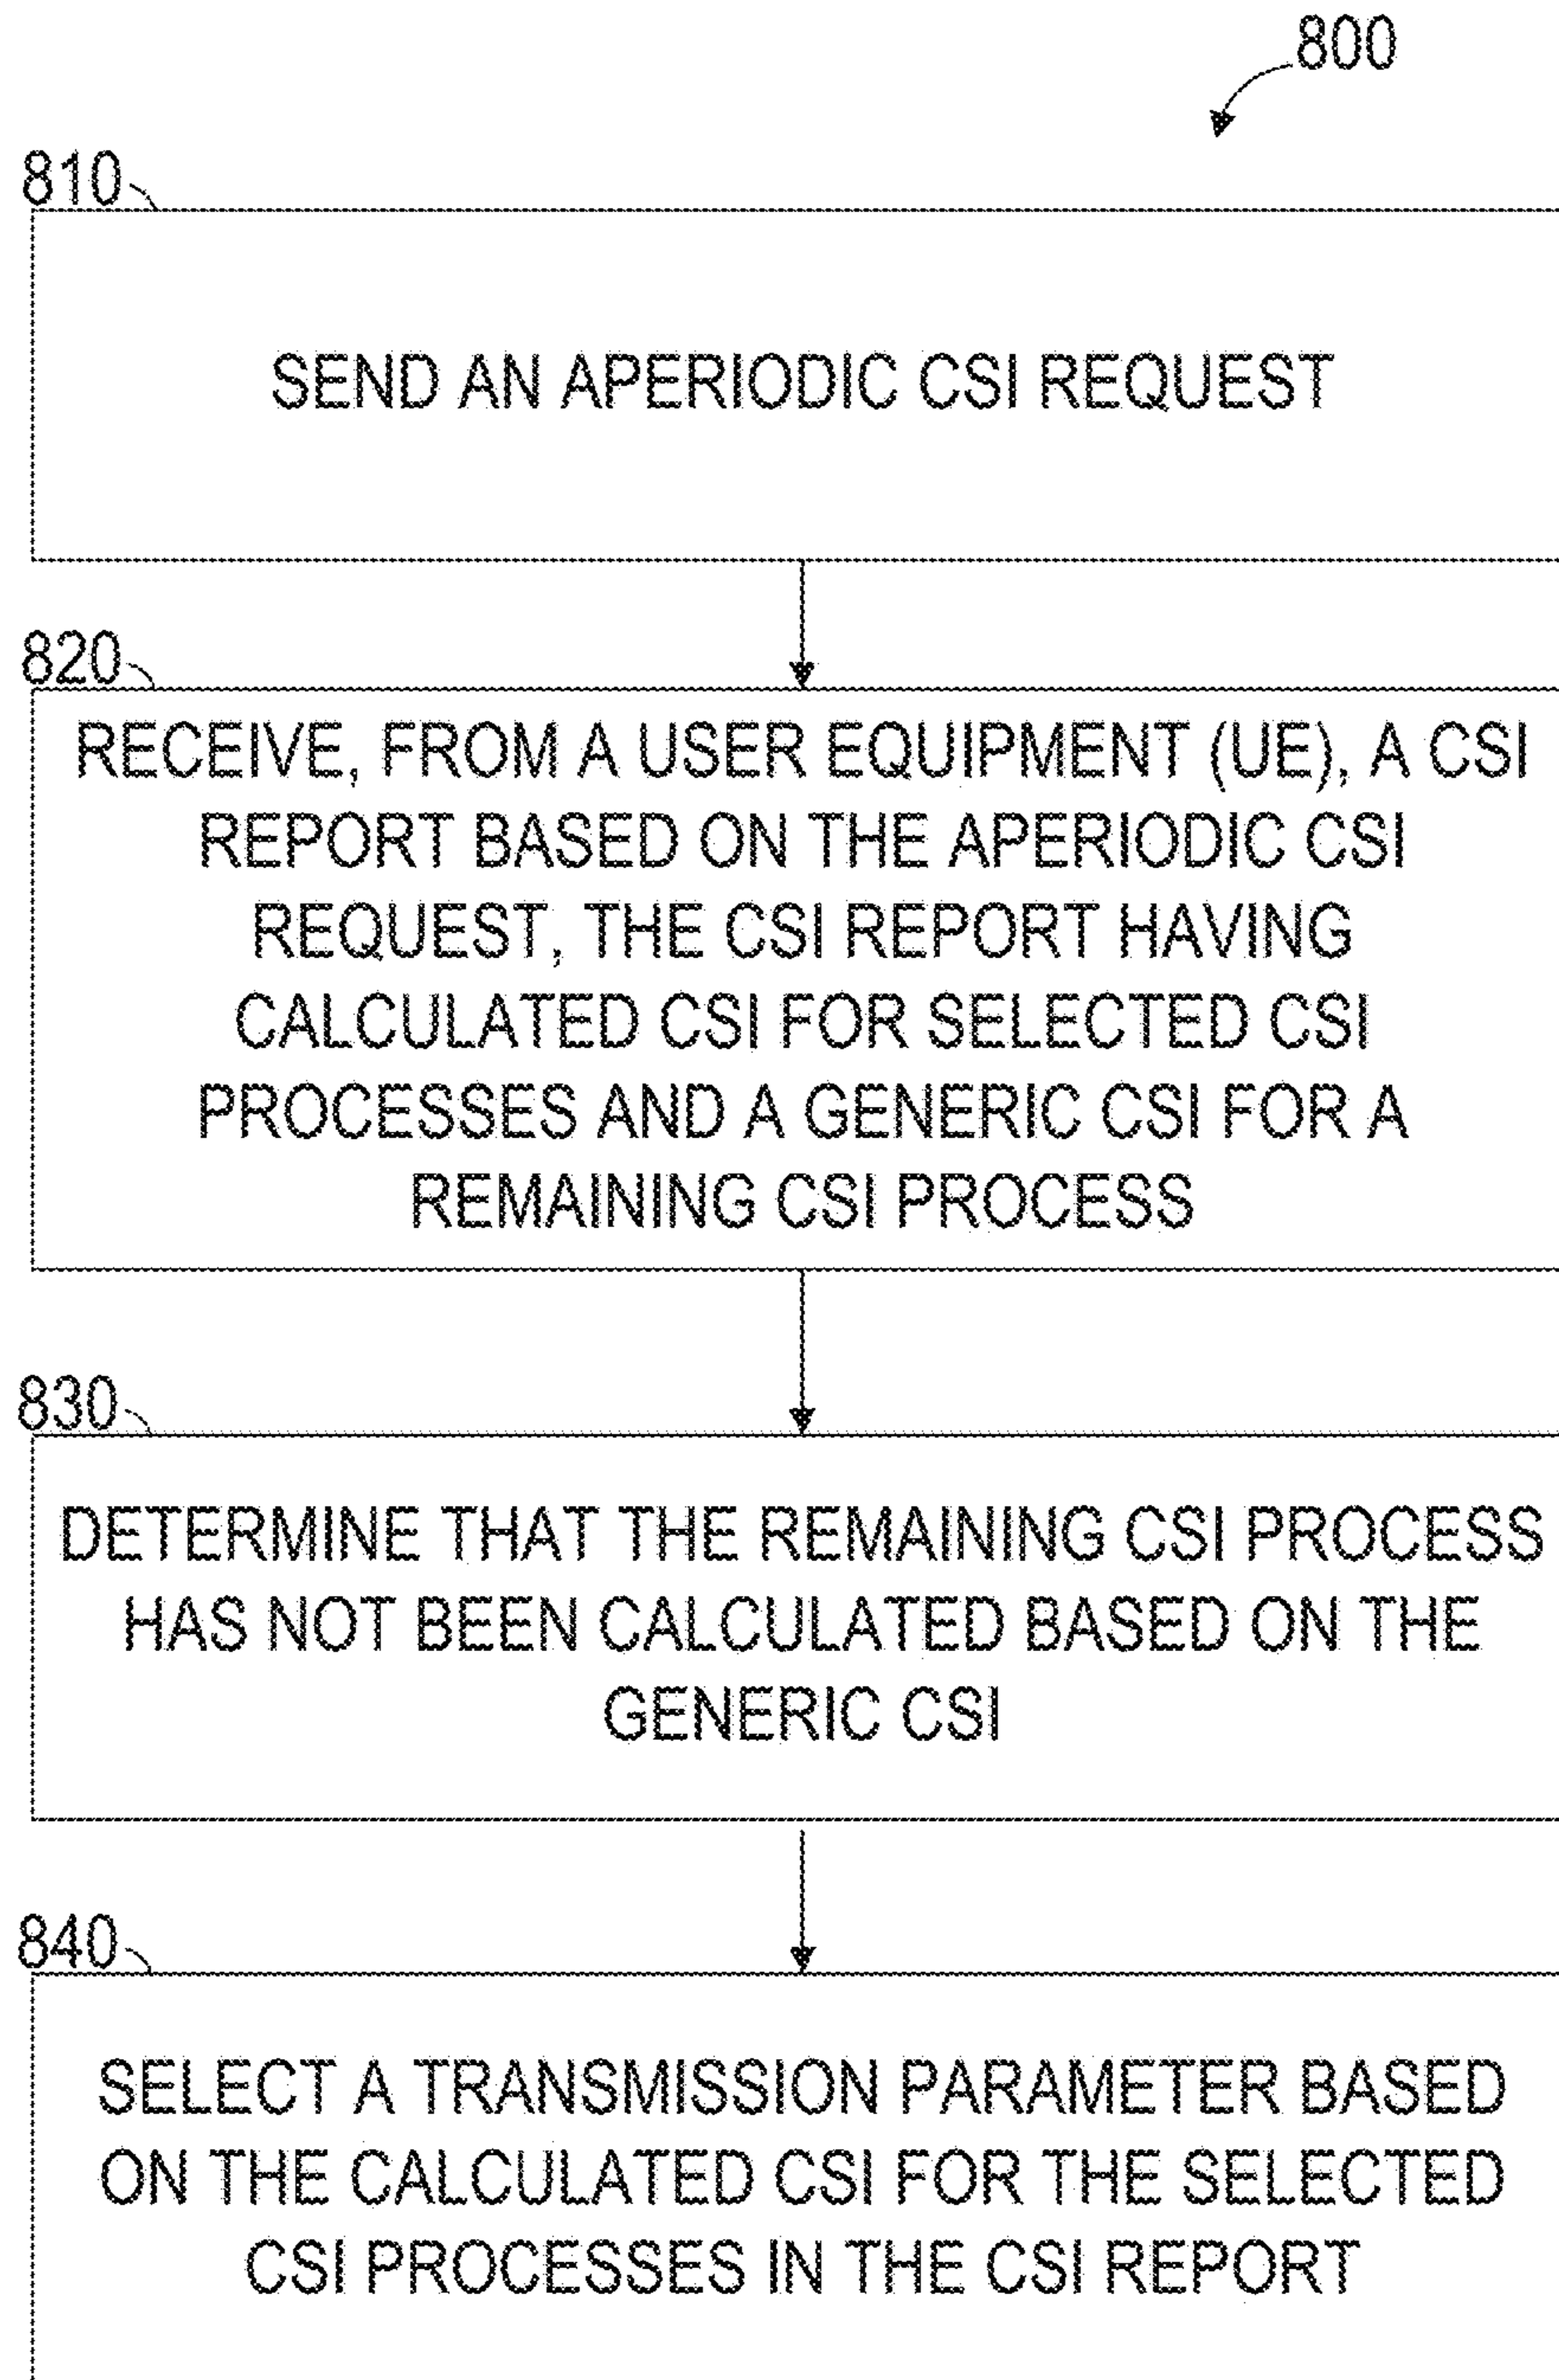 800
810
SEND AN APERIODIC CSI REQUEST
820
RECEIVE, FROM A USER EQUIPMENT (UE), A CSI
REPORT BASED ON THE APERIODIC CSI
REQUEST, THE CSI REPORT HAVING
CALCULATED CSI FOR SELECTED CSI
PROCESSES AND A GENERIC CSI FOR A
REMAINING CSI PROCESS
830
DETERMINE THAT THE REMAINING CSI PROCESS
HAS NOT BEEN CALCULATED BASED ON THE
GENERIC CSI
840
SELECT A TRANSMISSION PARAMETER BASED
ON THE CALCULATED CSI FOR THE SELECTED
CSI PROCESSES IN THE CSI REPORT